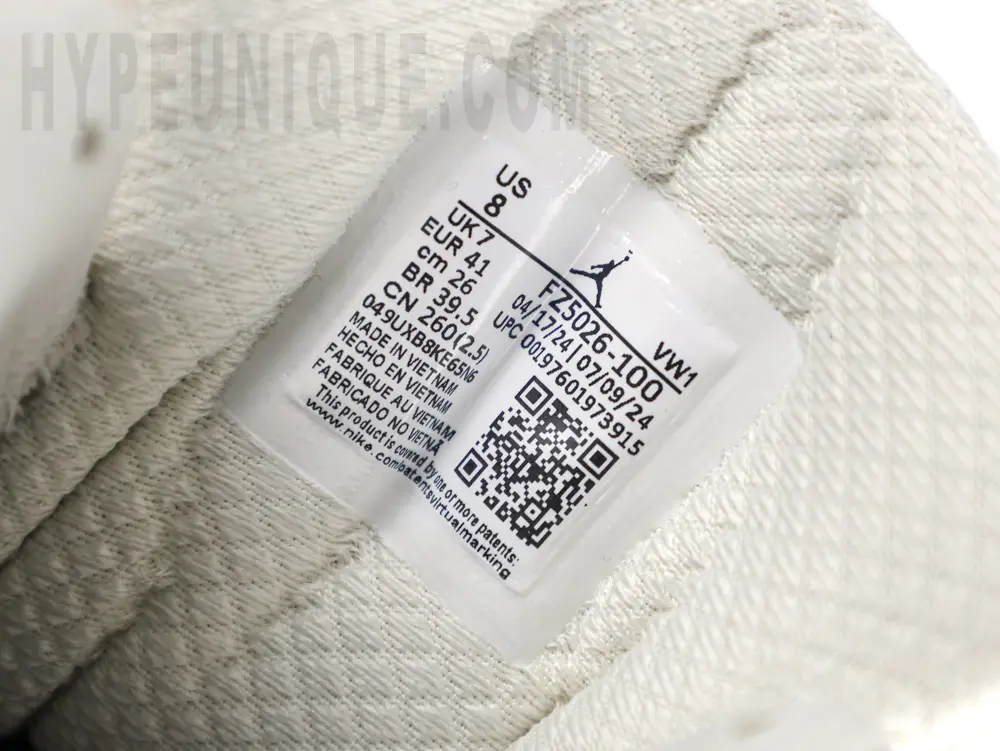 HYPEUNIQUE.COM
US
8
UK 7
EUR 41
cm 26
BR 39.5
CN 260(2.5)
049UXB8KE65N6
MADE IN VIETNAM
HECHO EN VIETNAM
FABRIQUE AU VIETNAM
FABRICADO NO VIETNÃ
This product is covered by one or more patents:
www.nike.com/patentsvirtualmarking
FZ5026-100 VW1
04/17/24 | 07/09/24
UPC 00197601973915